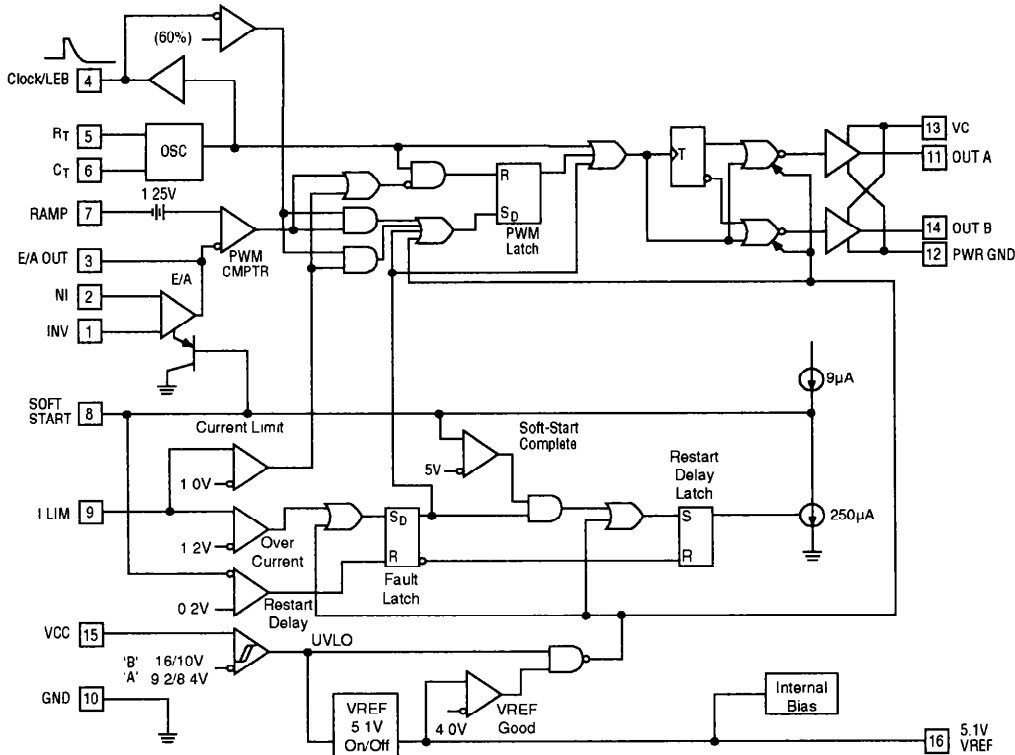 (60%)
Clock/LEB 4
RT 5
CT 6
OSC
1 25V
RAMP 7
E/A OUT 3
NI 2
INV 1
E/A
PWM
CMPTR
R
SD
PWM
Latch
T
13 VC
11 OUT A
14 OUT B
12 PWR GND
9µA
SOFT
START 8
Current Limit
1 0V
Soft-Start
Complete
5V
Restart
Delay
Latch
S
R
250µA
I LIM 9
1 2V
Over
Current
SD
R
Fault
Latch
0 2V
Restart
Delay
VCC 15
'B' 16/10V
'A' 9 2/8 4V
UVLO
GND 10
VREF
5 1V
On/Off
4 0V
VREF
Good
Internal
Bias
16 5.1V
VREF